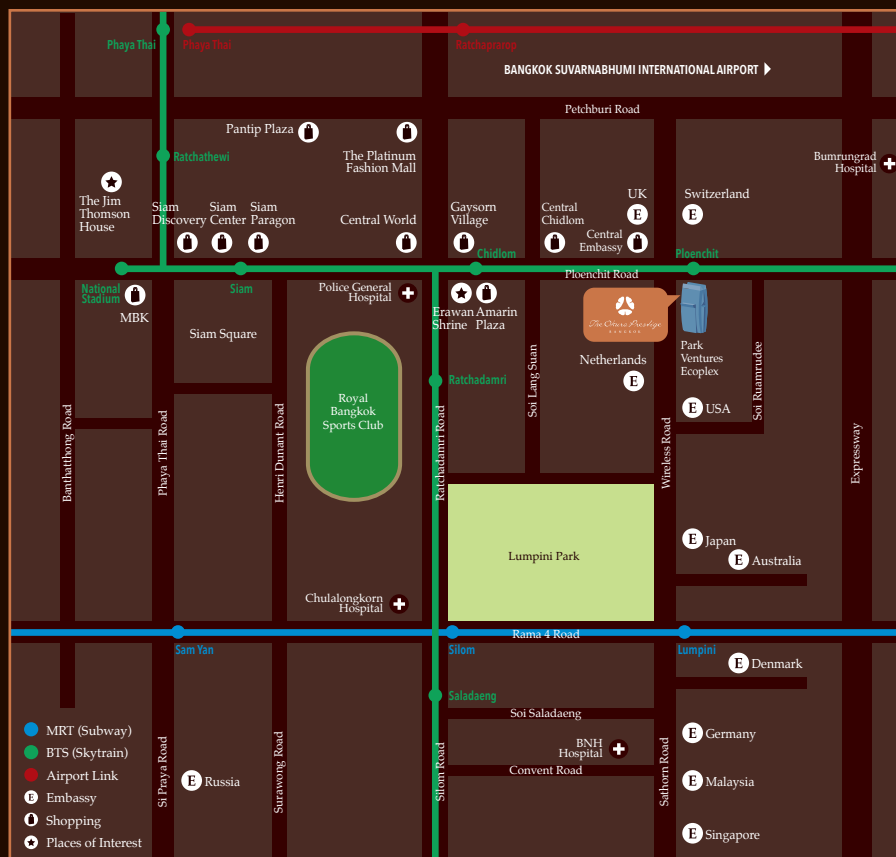 Phaya Thai
Phaya Thai
Ratchaprarop
BANGKOK SUVARNABHUMI INTERNATIONAL AIRPORT
Petchburi Road
Pantip Plaza
The Platinum
Fashion Mall
Ratchathewi
Bumrungrad
Hospital
The Jim
Thomson
House
Siam
Discovery
Siam
Center
Siam
Paragon
Central World
Gaysorn
Village
Central
Chidlom
UK
E
Central
Embassy
Switzerland
E
Chidlom
Ploenchit
Ploenchit Road
National
Stadium
MBK
Siam
Siam Square
Police General
Hospital
Erawan
Shrine
Amarin
Plaza
The Okura Prestige
BANGKOK
Park
Ventures
Ecoplex
Netherlands
E
E USA
Soi Ruamrudee
Royal
Bangkok
Sports Club
Ratchadamri
Soi Lang Suan
Banthatthong Road
Phaya Thai Road
Henri Dunant Road
Ratchadamri Road
Wireless Road
Expressway
Lumpini Park
E Japan
E Australia
Chulalongkorn
Hospital
Rama 4 Road
Sam Yan
Silom
Lumpini
E Denmark
Saladaeng
Soi Saladaeng
BNH
Hospital
Convent Road
E Germany
E Malaysia
E Singapore
E Russia
Si Praya Road
Surawong Road
Silom Road
Sathorn Road
MRT (Subway)
BTS (Skytrain)
Airport Link
E Embassy
Shopping
Places of Interest